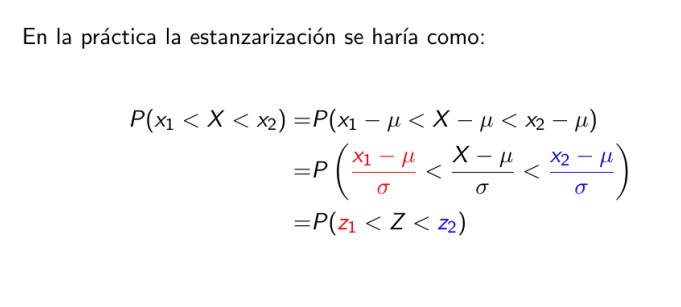 En la práctica la estanzarización se haría como:
P(x₁ < X < x₂) =P(x₁ − μ < X − μ < x₂ − μ)
=P((x₁ − μ)/σ < (X − μ)/σ < (x₂ − μ)/σ)
=P(z₁ < Z < z₂)